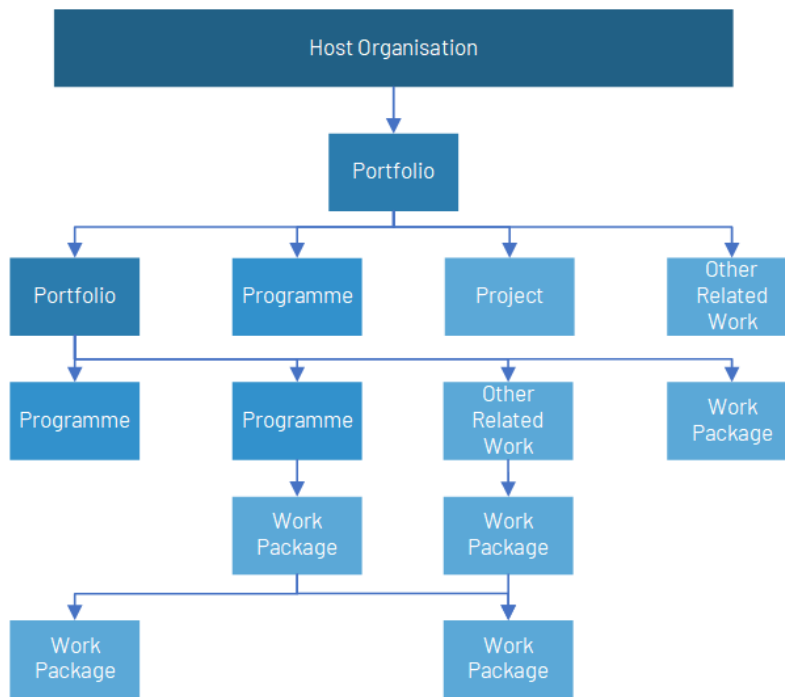 Host Organisation
Portfolio
Portfolio
Programme
Project
Other
Related
Work
Programme
Programme
Other
Related
Work
Work
Package
Work
Package
Work
Package
Work
Package
Work
Package